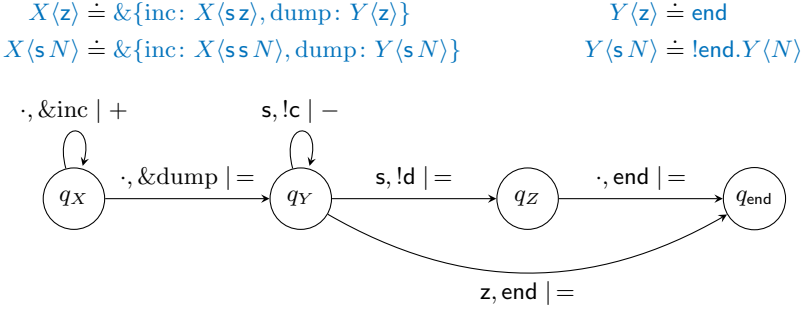 X⟨z⟩ ≐ &{inc: X⟨s z⟩, dump: Y⟨z⟩} Y⟨z⟩ ≐ end
X⟨s N⟩ ≐ &{inc: X⟨s s N⟩, dump: Y⟨s N⟩} Y⟨s N⟩ ≐ !end.Y⟨N⟩
·, &inc | + s, !c | −
·, &dump | = s, !d | = ·, end | =
q_X q_Y q_Z q_end
z, end | =